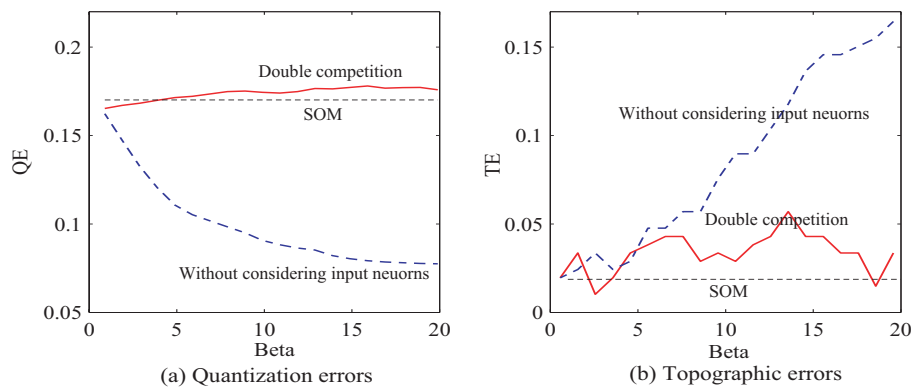 0.2
0.15
0.1
0.05
QE
Double competition
SOM
Without considering input neuorns
0
5
10
15
20
Beta
(a) Quantization errors
0.15
0.1
0.05
0
TE
Without considering input neuorns
Double competition
SOM
0
5
10
15
20
Beta
(b) Topographic errors